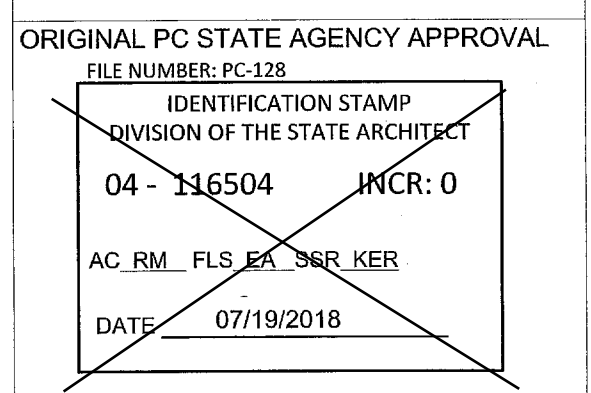 ORIGINAL PC STATE AGENCY APPROVAL
FILE NUMBER: PC-128
IDENTIFICATION STAMP
DIVISION OF THE STATE ARCHITECT
04 - 116504 INCR: 0
AC RM FLS EA SSR KER
DATE 07/19/2018